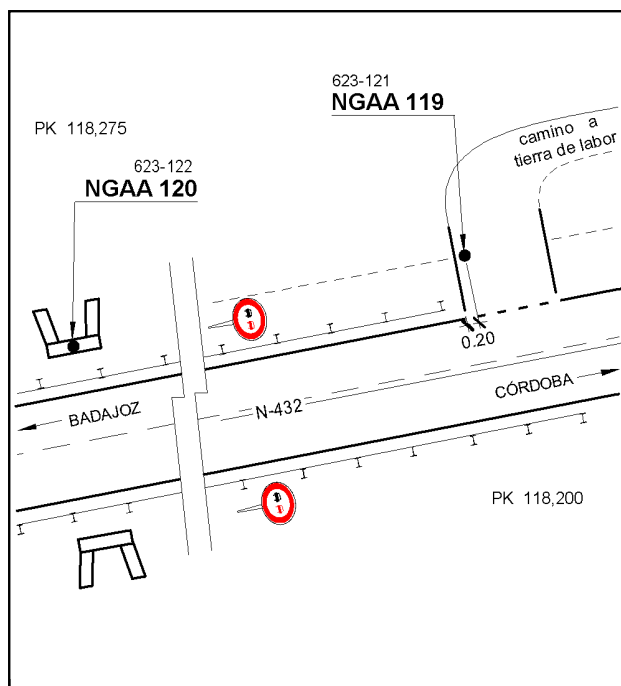 623-121
NGAA 119
camino a
tierra de labor
PK 118,275
623-122
NGAA 120
0.20
BADAJOZ
N-432
CÓRDOBA
PK 118,200